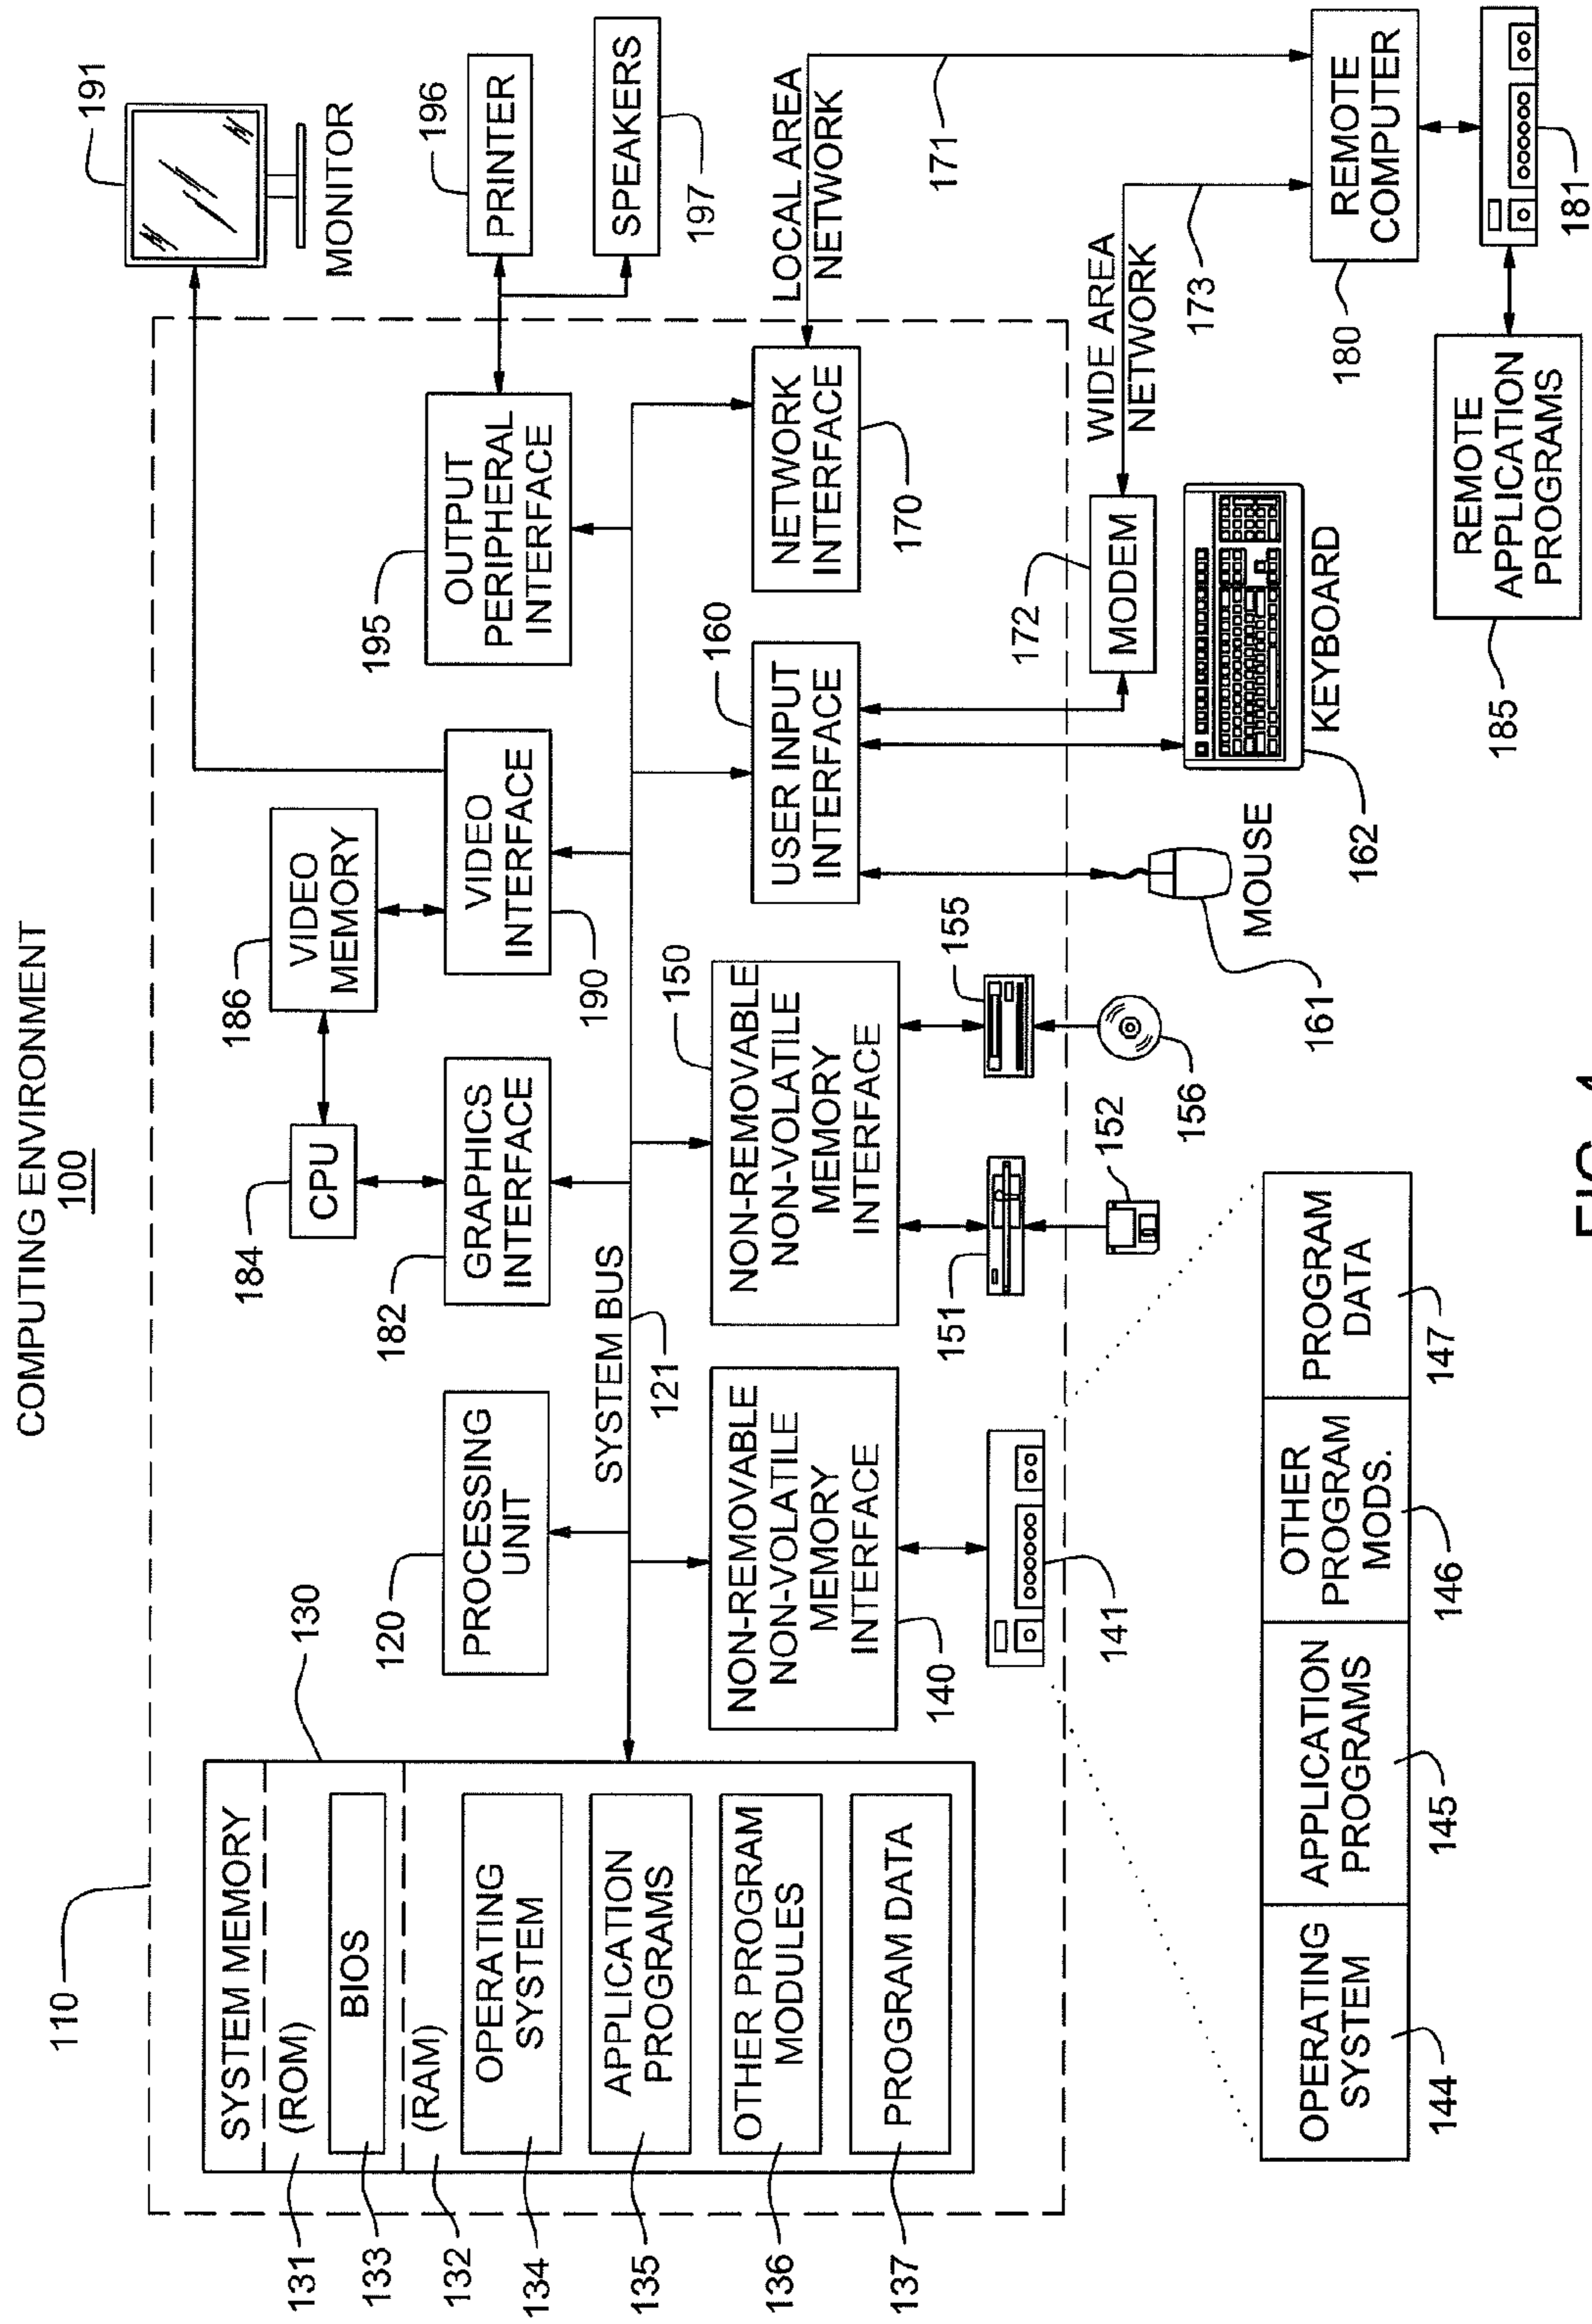 COMPUTING ENVIRONMENT
100
110
SYSTEM MEMORY
(ROM)
131
BIOS
133
(RAM)
132
OPERATING
SYSTEM
134
APPLICATION
PROGRAMS
135
OTHER PROGRAM
MODULES
136
PROGRAM DATA
137
130
120
PROCESSING
UNIT
184
CPU
182
GRAPHICS
INTERFACE
186
VIDEO
MEMORY
VIDEO
INTERFACE
190
191
MONITOR
195
OUTPUT
PERIPHERAL
INTERFACE
196
PRINTER
SPEAKERS
197
SYSTEM BUS
121
NON-REMOVABLE
NON-VOLATILE
MEMORY
INTERFACE
140
141
150
NON-REMOVABLE
NON-VOLATILE
MEMORY
INTERFACE
151
152
155
156
160
USER INPUT
INTERFACE
NETWORK
INTERFACE
170
LOCAL AREA
NETWORK
171
172
MODEM
WIDE AREA
NETWORK
173
MOUSE
161
KEYBOARD
162
REMOTE
COMPUTER
180
181
REMOTE
APPLICATION
PROGRAMS
185
OPERATING
SYSTEM
144
APPLICATION
PROGRAMS
145
OTHER
PROGRAM
MODS.
146
PROGRAM
DATA
147